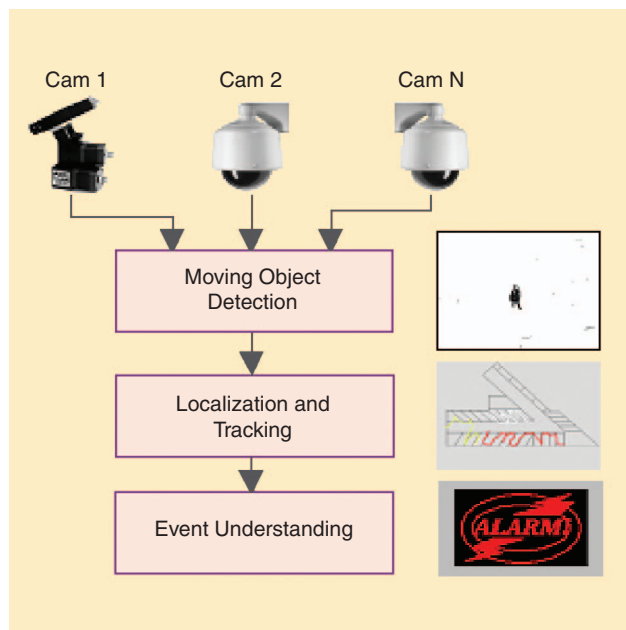 Cam 1
Cam 2
Cam N
Moving Object
Detection
Localization and
Tracking
Event Understanding
ALARM!